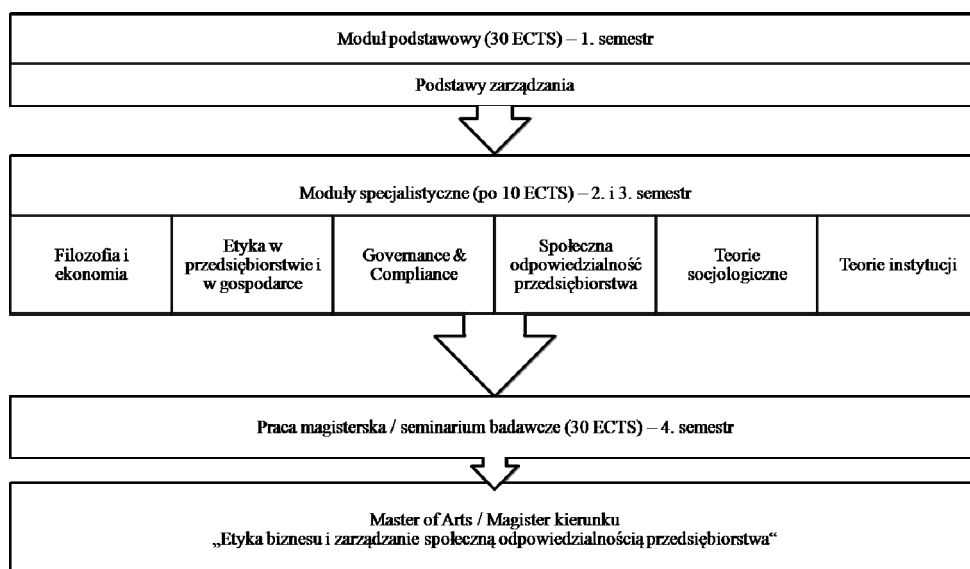 Moduł podstawowy (30 ECTS) – 1. semestr
Podstawy zarządzania
Moduły specjalistyczne (po 10 ECTS) – 2. i 3. semestr
Filozofia i
ekonomia
Etyka w
przedsiębiorstwie i
w gospodarce
Governance &
Compliance
Społeczna
odpowiedzialność
przedsiębiorstwa
Teorie
socjologiczne
Teorie instytucji
Praca magisterska / seminarium badawcze (30 ECTS) – 4. semestr
Master of Arts / Magister kierunku
„Etyka biznesu i zarządzanie społeczną odpowiedzialnością przedsiębiorstwa“